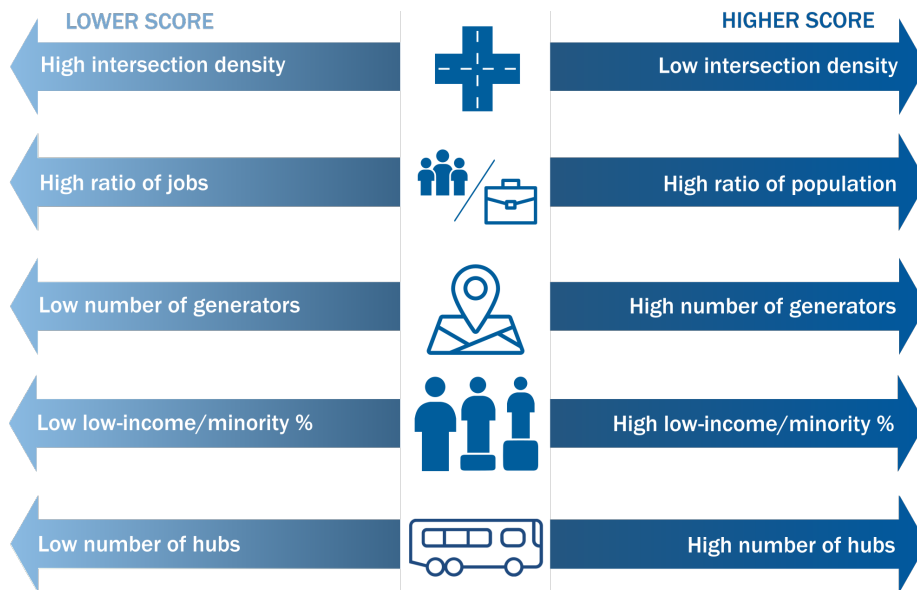 LOWER SCORE
HIGHER SCORE
High intersection density
Low intersection density
High ratio of jobs
High ratio of population
Low number of generators
High number of generators
Low low-income/minority %
High low-income/minority %
Low number of hubs
High number of hubs